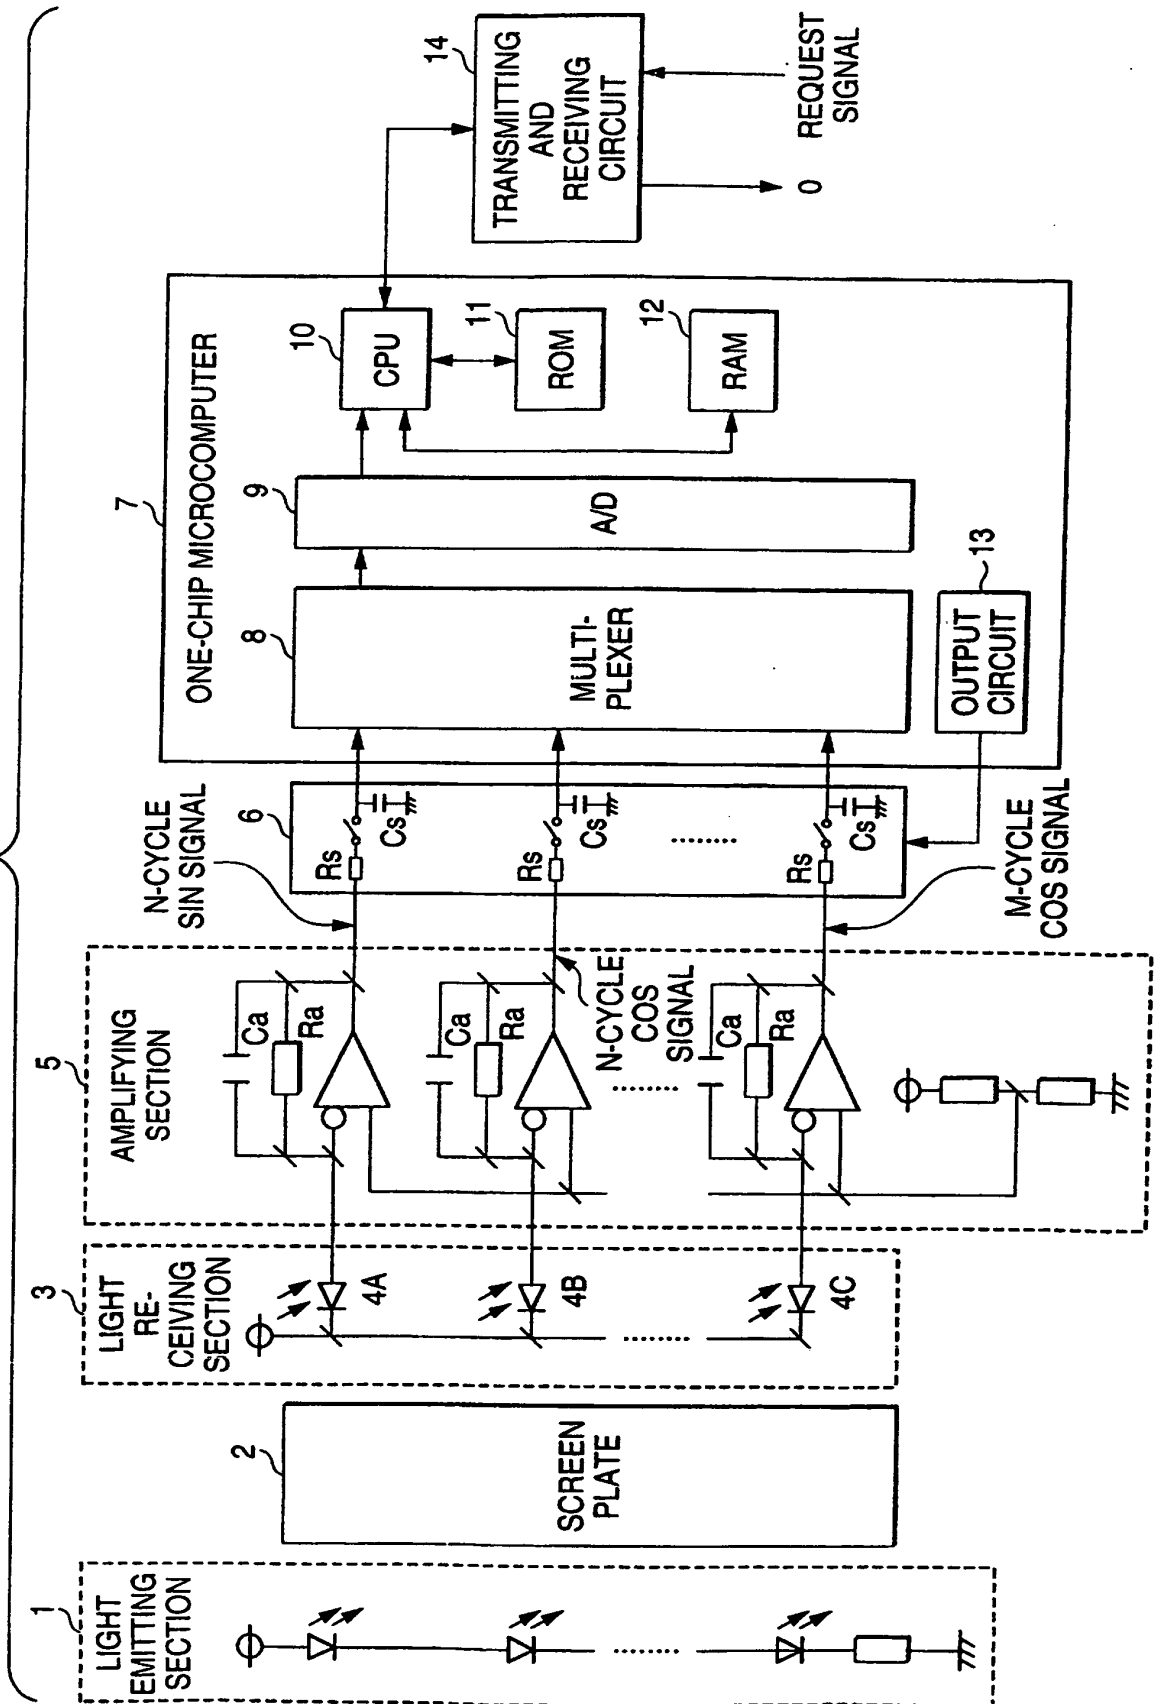 1
LIGHT
EMITTING
SECTION
2
SCREEN
PLATE
3
LIGHT
RE-
CEIVING
SECTION
4A
4B
4C
5
AMPLIFYING
SECTION
Ca
Ra
Ca
Ra
Ca
Ra
N-CYCLE
SIN SIGNAL
N-CYCLE
COS
SIGNAL
M-CYCLE
COS SIGNAL
6
Rs
Cs
Rs
Cs
Rs
Cs
7
ONE-CHIP MICROCOMPUTER
8
MULTI-
PLEXER
9
A/D
10
CPU
11
ROM
12
RAM
13
OUTPUT
CIRCUIT
14
TRANSMITTING
AND
RECEIVING
CIRCUIT
0
REQUEST
SIGNAL